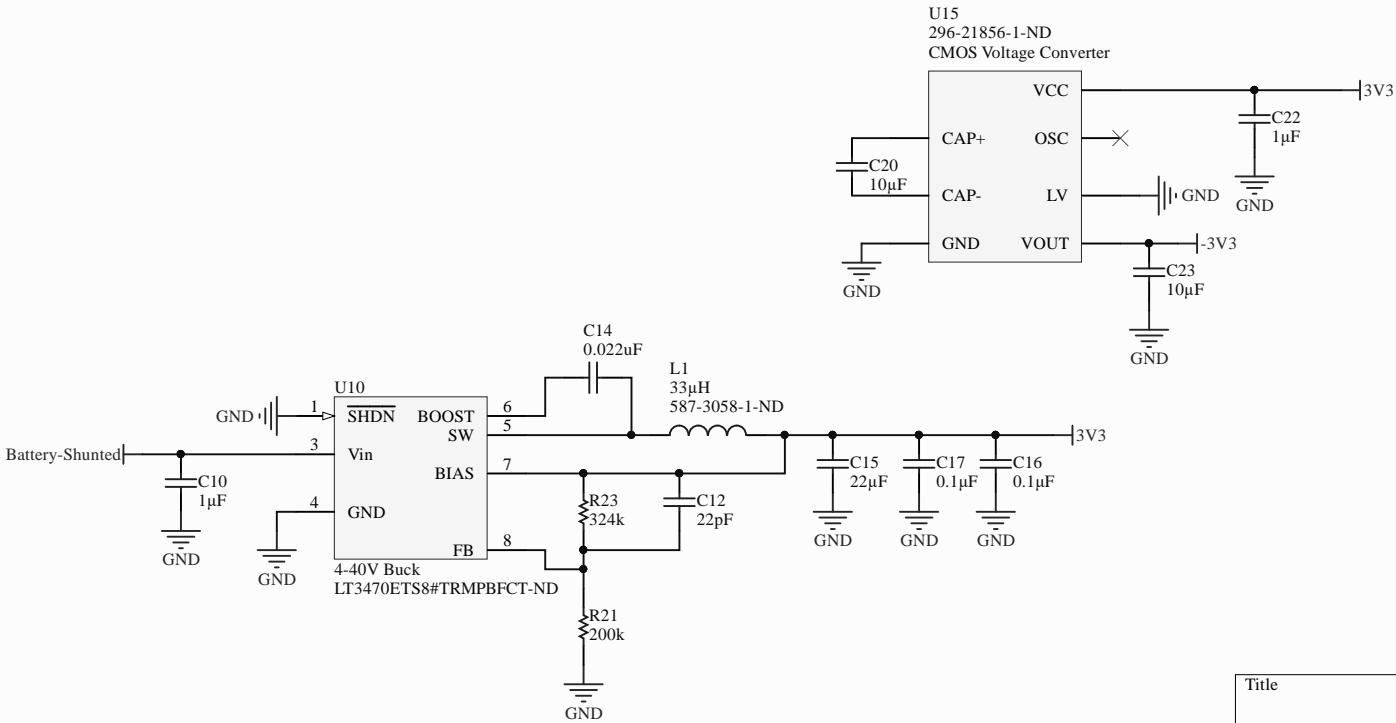 U15
296-21856-1-ND
CMOS Voltage Converter
VCC
3V3
C22
1µF
CAP+
OSC
C20
10µF
CAP-
LV
GND
GND
GND
VOUT
-3V3
C23
10µF
GND
GND
C14
0.022uF
L1
33µH
587-3058-1-ND
U10
GND
1
SHDN
BOOST
6
SW
5
3V3
Battery-Shunted
3
Vin
BIAS
7
C10
1µF
C15
22µF
C17
0.1µF
C16
0.1µF
R23
324k
C12
22pF
4
GND
GND
GND
GND
GND
GND
FB
8
4-40V Buck
LT3470ETS8#TRMPBFCT-ND
R21
200k
GND
Title